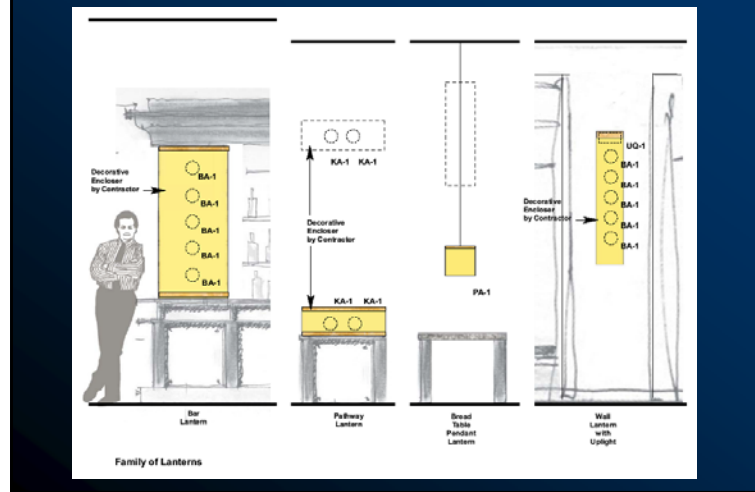 Decorative
Encloser
by Contractor
BA-1
BA-1
BA-1
BA-1
BA-1
Bar
Lantern
KA-1 KA-1
Decorative
Encloser
by Contractor
KA-1 KA-1
Pathway
Lantern
PA-1
Bread
Table
Pendant
Lantern
UQ-1
BA-1
BA-1
BA-1
BA-1
BA-1
Decorative
Encloser
by Contractor
Wall
Lantern
with
Uplight
Family of Lanterns